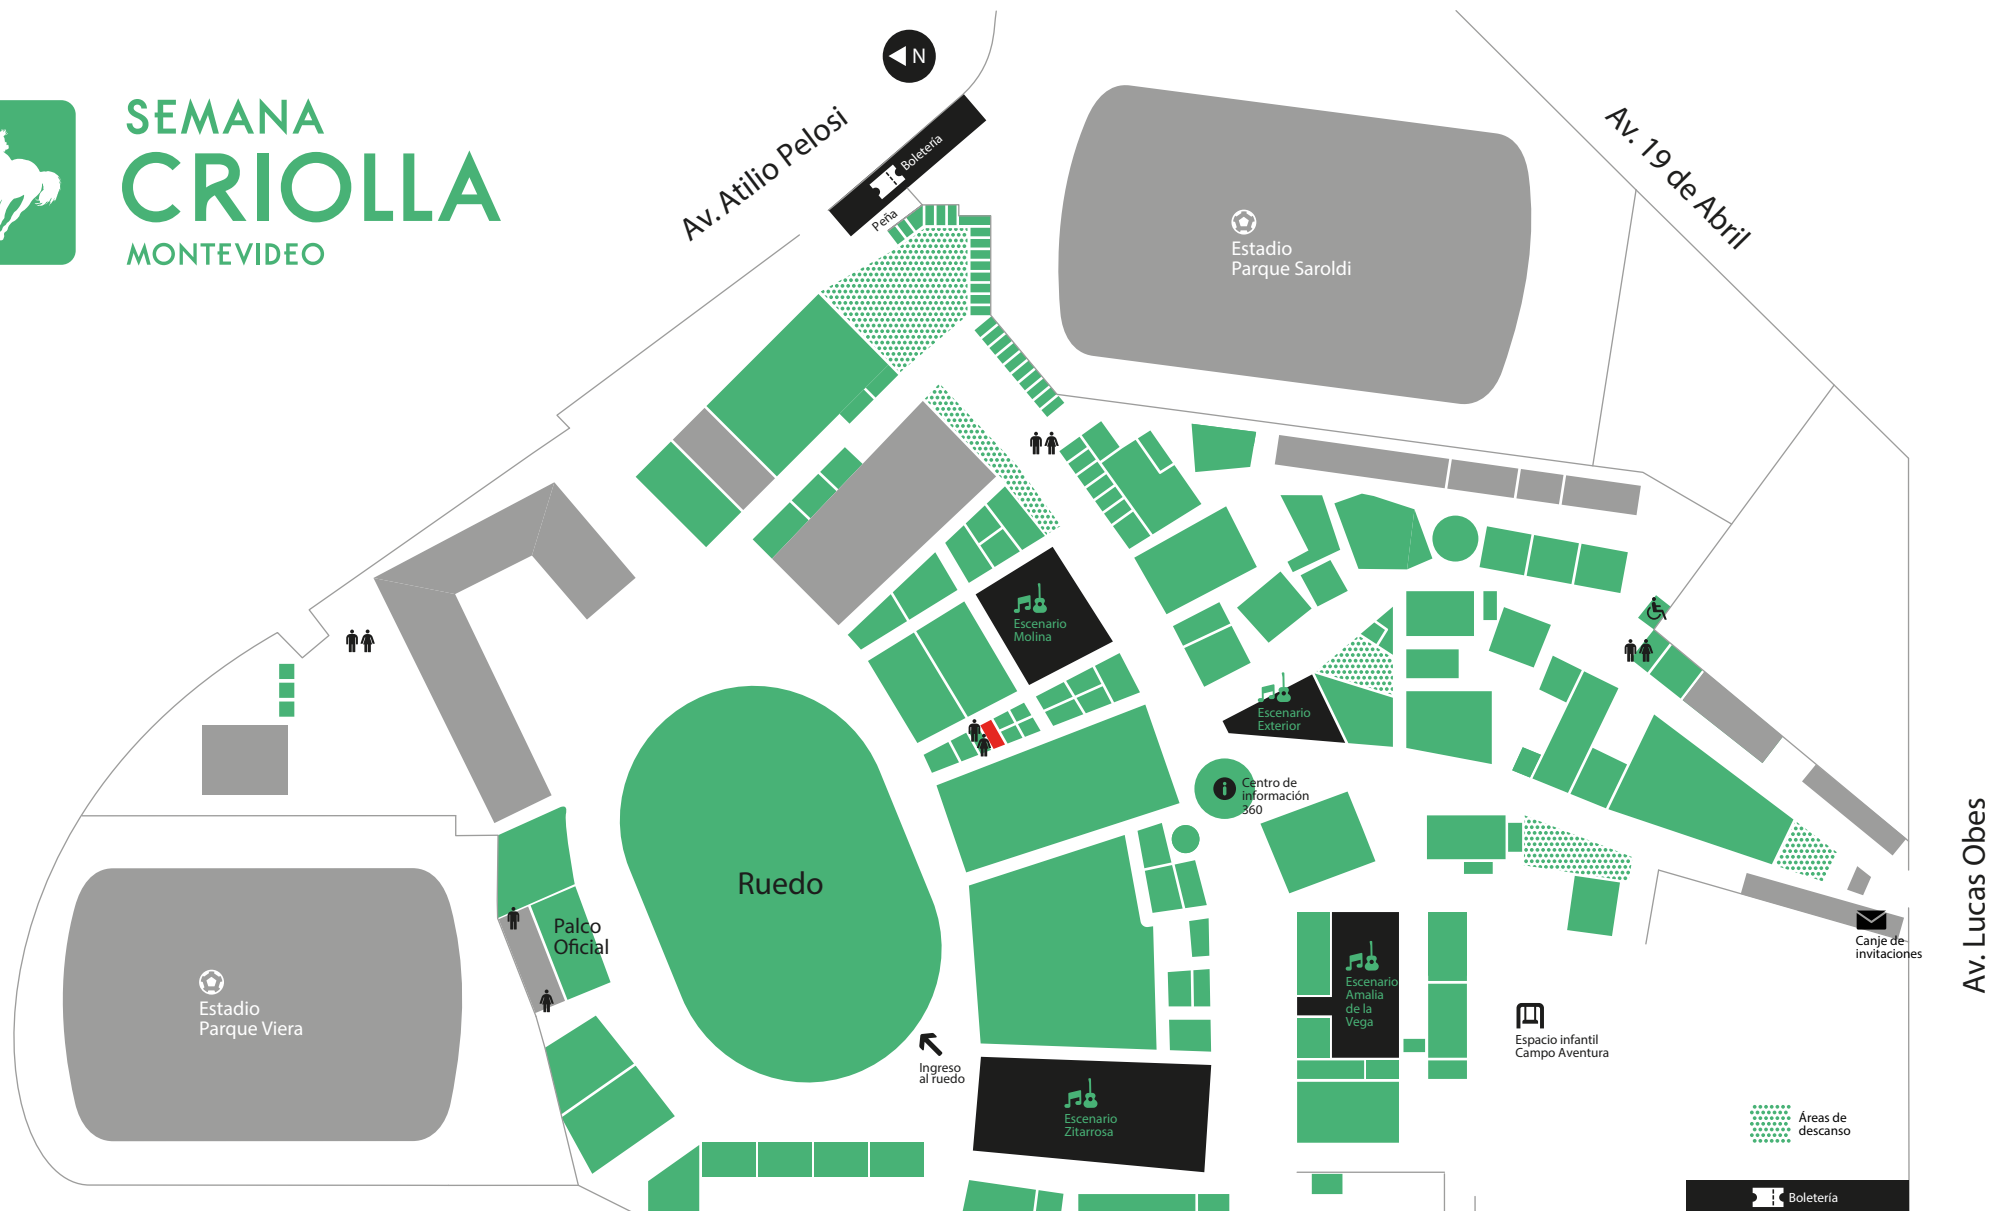 SEMANA
CRIOLLA
MONTEVIDEO
N
Av. Atilio Pelosi
Boletería
Peña
Estadio
Parque Saroldi
Av. 19 de Abril
Escenario
Molina
Escenario
Exterior
Centro de
información
360
Ruedo
Palco
Oficial
Estadio
Parque Viera
Ingreso
al ruedo
Escenario
Zitarrosa
Escenario
Amalia
de la
Vega
Espacio infantil
Campo Aventura
Canje de
invitaciones
Av. Lucas Obes
Áreas de
descanso
Boletería